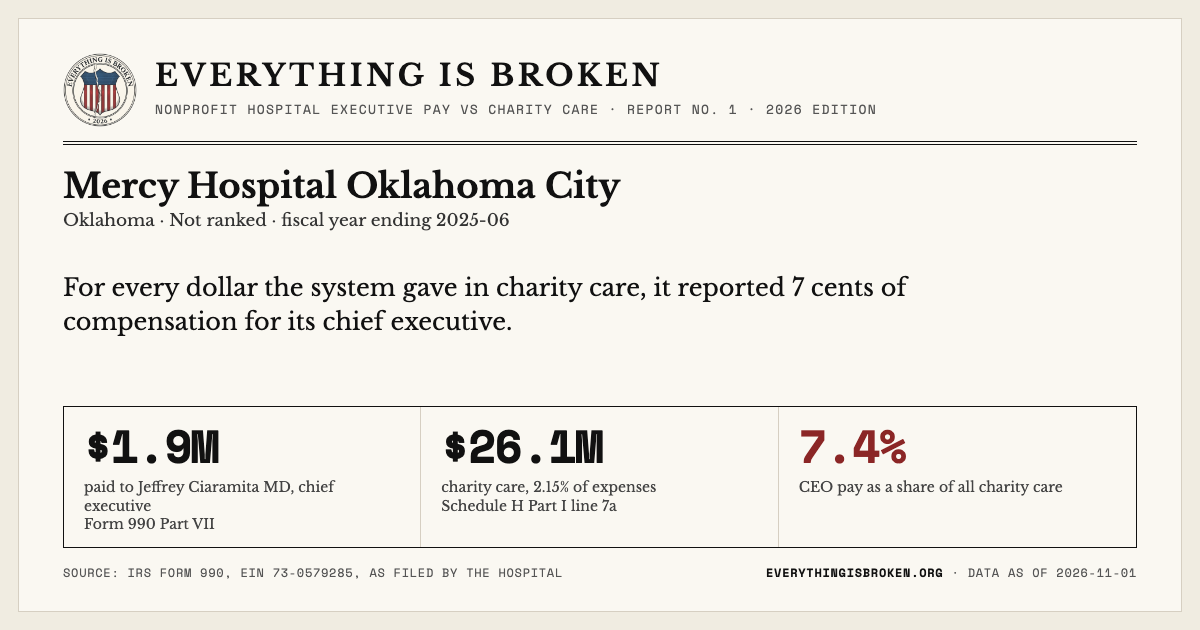 EVERYTHING IS BROKEN
· 2026 ·
EVERYTHING IS BROKEN
NONPROFIT HOSPITAL EXECUTIVE PAY VS CHARITY CARE · REPORT NO. 1 · 2026 EDITION
Mercy Hospital Oklahoma City
Oklahoma · Not ranked · fiscal year ending 2025-06
For every dollar the system gave in charity care, it reported 7 cents of
compensation for its chief executive.
$1.9M
paid to Jeffrey Ciaramita MD, chief
executive
Form 990 Part VII
$26.1M
charity care, 2.15% of expenses
Schedule H Part I line 7a
7.4%
CEO pay as a share of all charity care
SOURCE: IRS FORM 990, EIN 73-0579285, AS FILED BY THE HOSPITAL
EVERYTHINGISBROKEN.ORG · DATA AS OF 2026-11-01